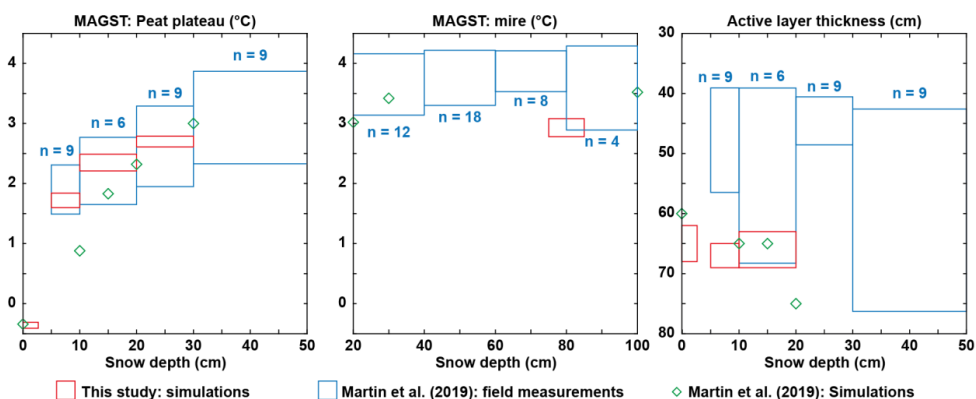 MAGST: Peat plateau (°C)
4
3
2
1
0
n = 9
n = 6
n = 9
n = 9
0
10
20
30
40
50
Snow depth (cm)
MAGST: mire (°C)
4
3
2
1
0
n = 12
n = 18
n = 8
n = 4
20
40
60
80
100
Snow depth (cm)
Active layer thickness (cm)
30
40
50
60
70
80
n = 9
n = 6
n = 9
n = 9
0
10
20
30
40
50
Snow depth (cm)
This study: simulations
Martin et al. (2019): field measurements
Martin et al. (2019): Simulations